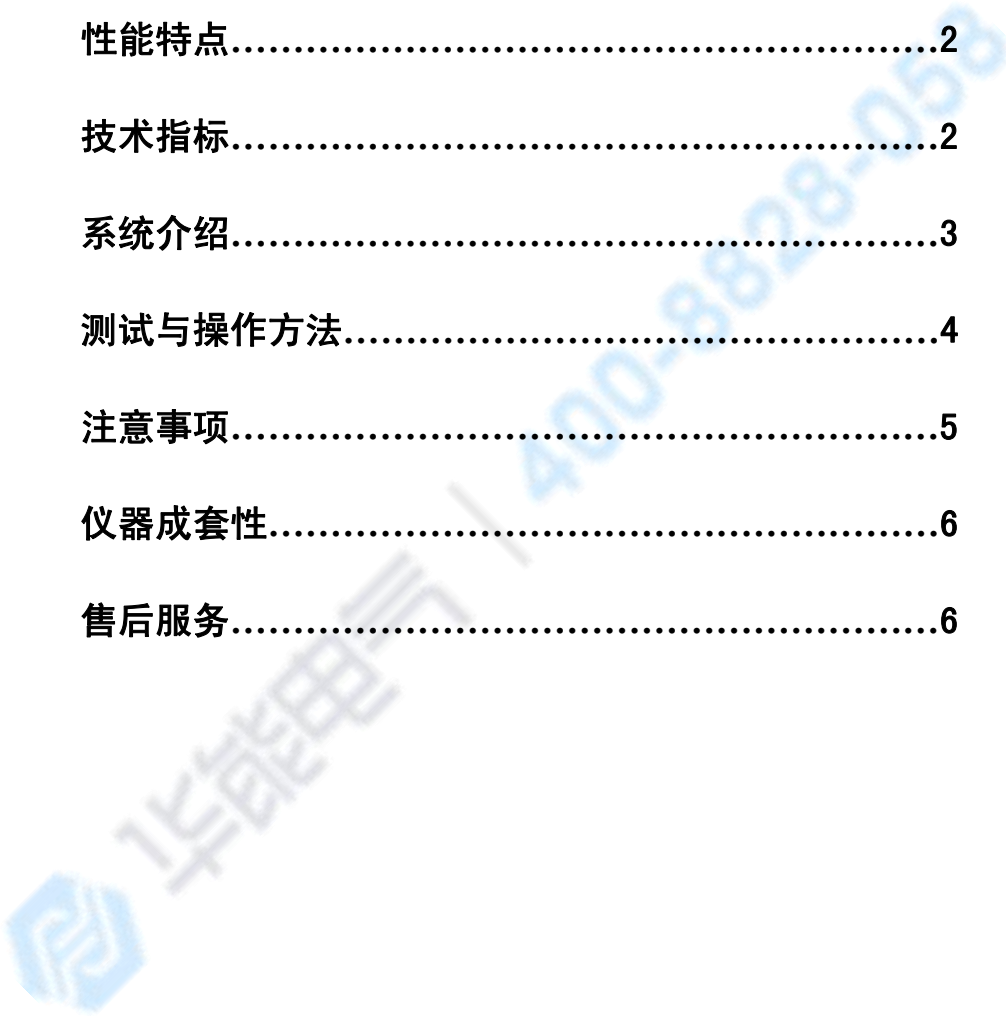 性能特点........................................................2
技术指标........................................................2
系统介绍........................................................3
测试与操作方法...............................................4
注意事项........................................................5
仪器成套性.....................................................6
售后服务........................................................6
华能电气 | 400-8828-058